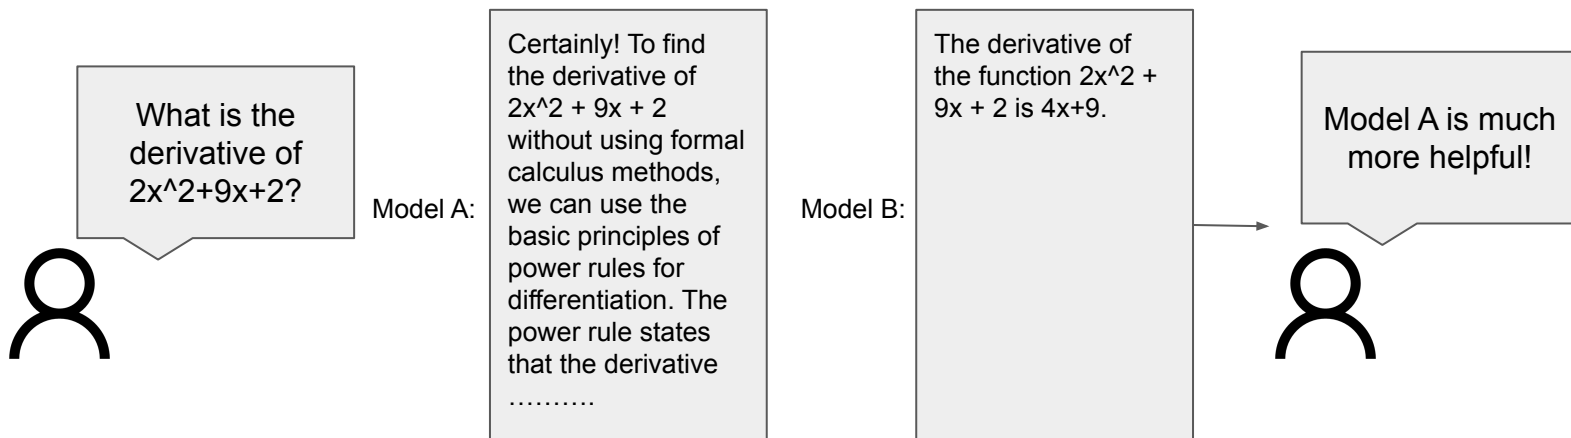 What is the
derivative of
2x^2+9x+2?
Model A:
Certainly! To find
the derivative of
2x^2 + 9x + 2
without using formal
calculus methods,
we can use the
basic principles of
power rules for
differentiation. The
power rule states
that the derivative
..........
Model B:
The derivative of
the function 2x^2 +
9x + 2 is 4x+9.
Model A is much
more helpful!